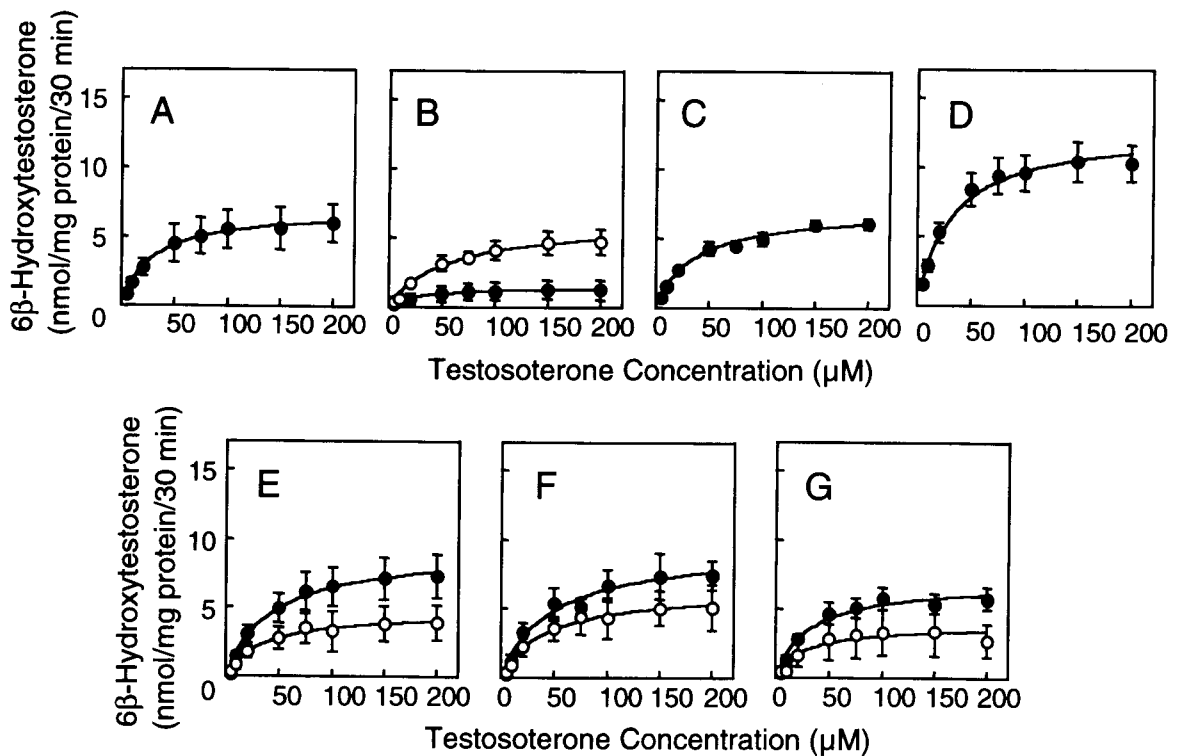 6β-Hydroxytestosterone
(nmol/mg protein/30 min)
15
10
5
0
A
B
C
D
50 100 150 200
0 50 100 150 200
0 50 100 150 200
0 50 100 150 200
Testosoterone Concentration (µM)
6β-Hydroxytestosterone
(nmol/mg protein/30 min)
15
10
5
0
E
F
G
50 100 150 200
0 50 100 150 200
0 50 100 150 200
Testosoterone Concentration (µM)